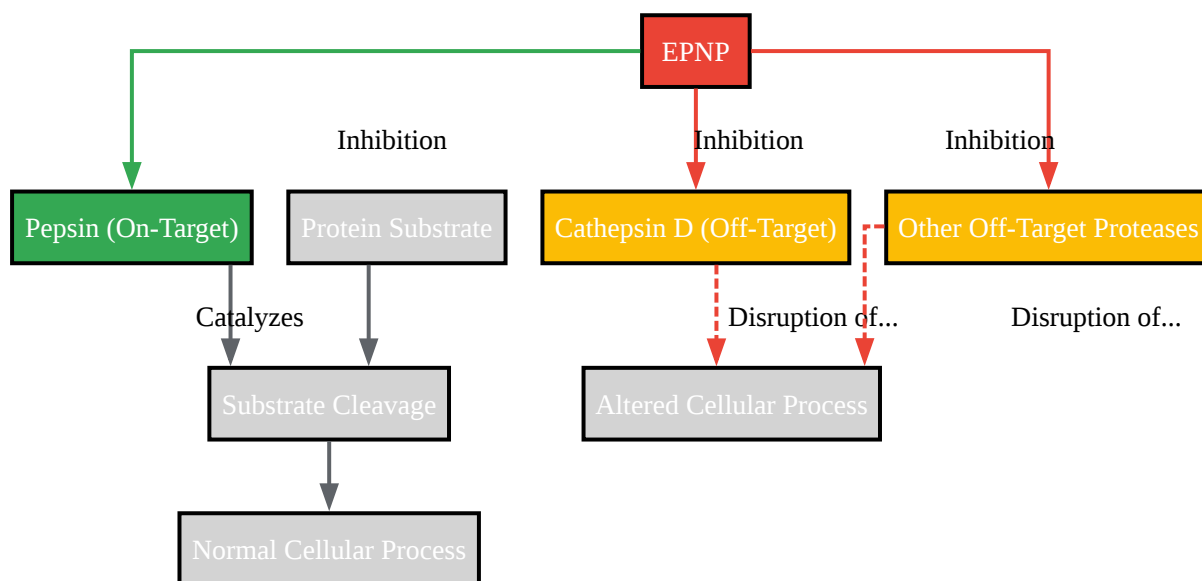 EPNP
Inhibition
Inhibition
Inhibition
Pepsin (On-Target)
Protein Substrate
Cathepsin D (Off-Target)
Other Off-Target Proteases
Catalyzes
Disruption of...
Disruption of...
Substrate Cleavage
Altered Cellular Process
Normal Cellular Process